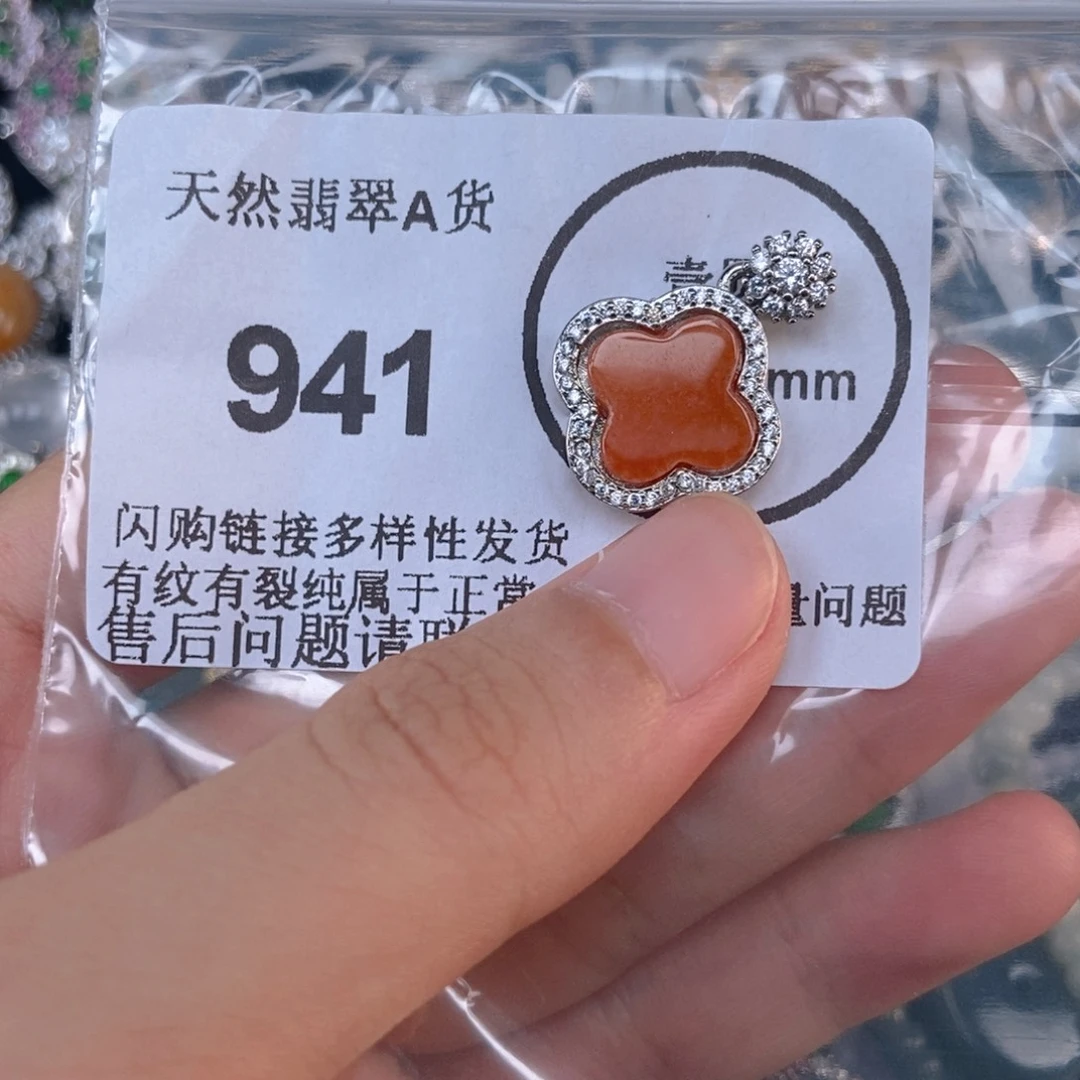 天然翡翠A货
941
mm
闪购链接多样性发货
有纹有裂纯属于正常 量问题
售后问题请联